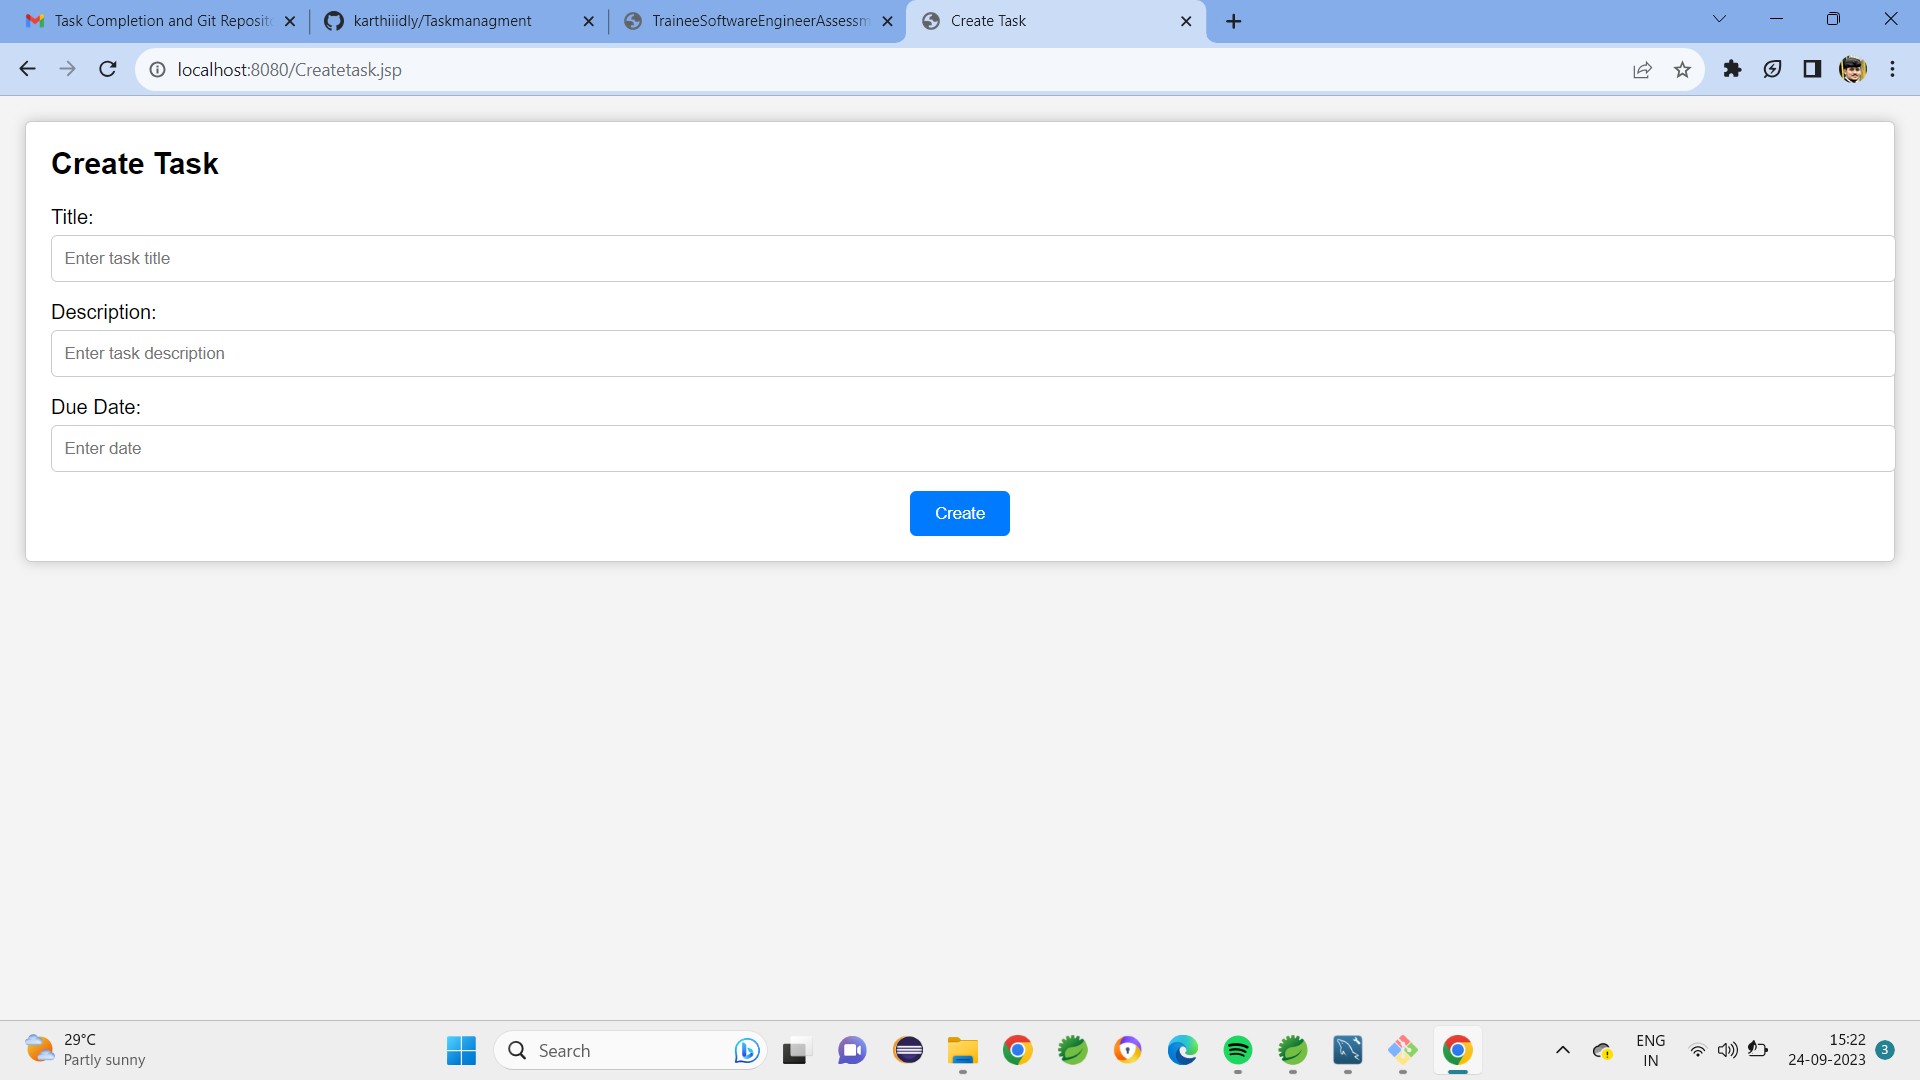 Task Completion and Git Reposito
karthiiidly/Taskmanagment
TraineeSoftwareEngineerAssessm
Create Task
localhost:8080/Createtask.jsp
Create Task
Title:
Enter task title
Description:
Enter task description
Due Date:
Enter date
Create
29°C
Partly sunny
Search
ENG
IN
15:22
24-09-2023
3